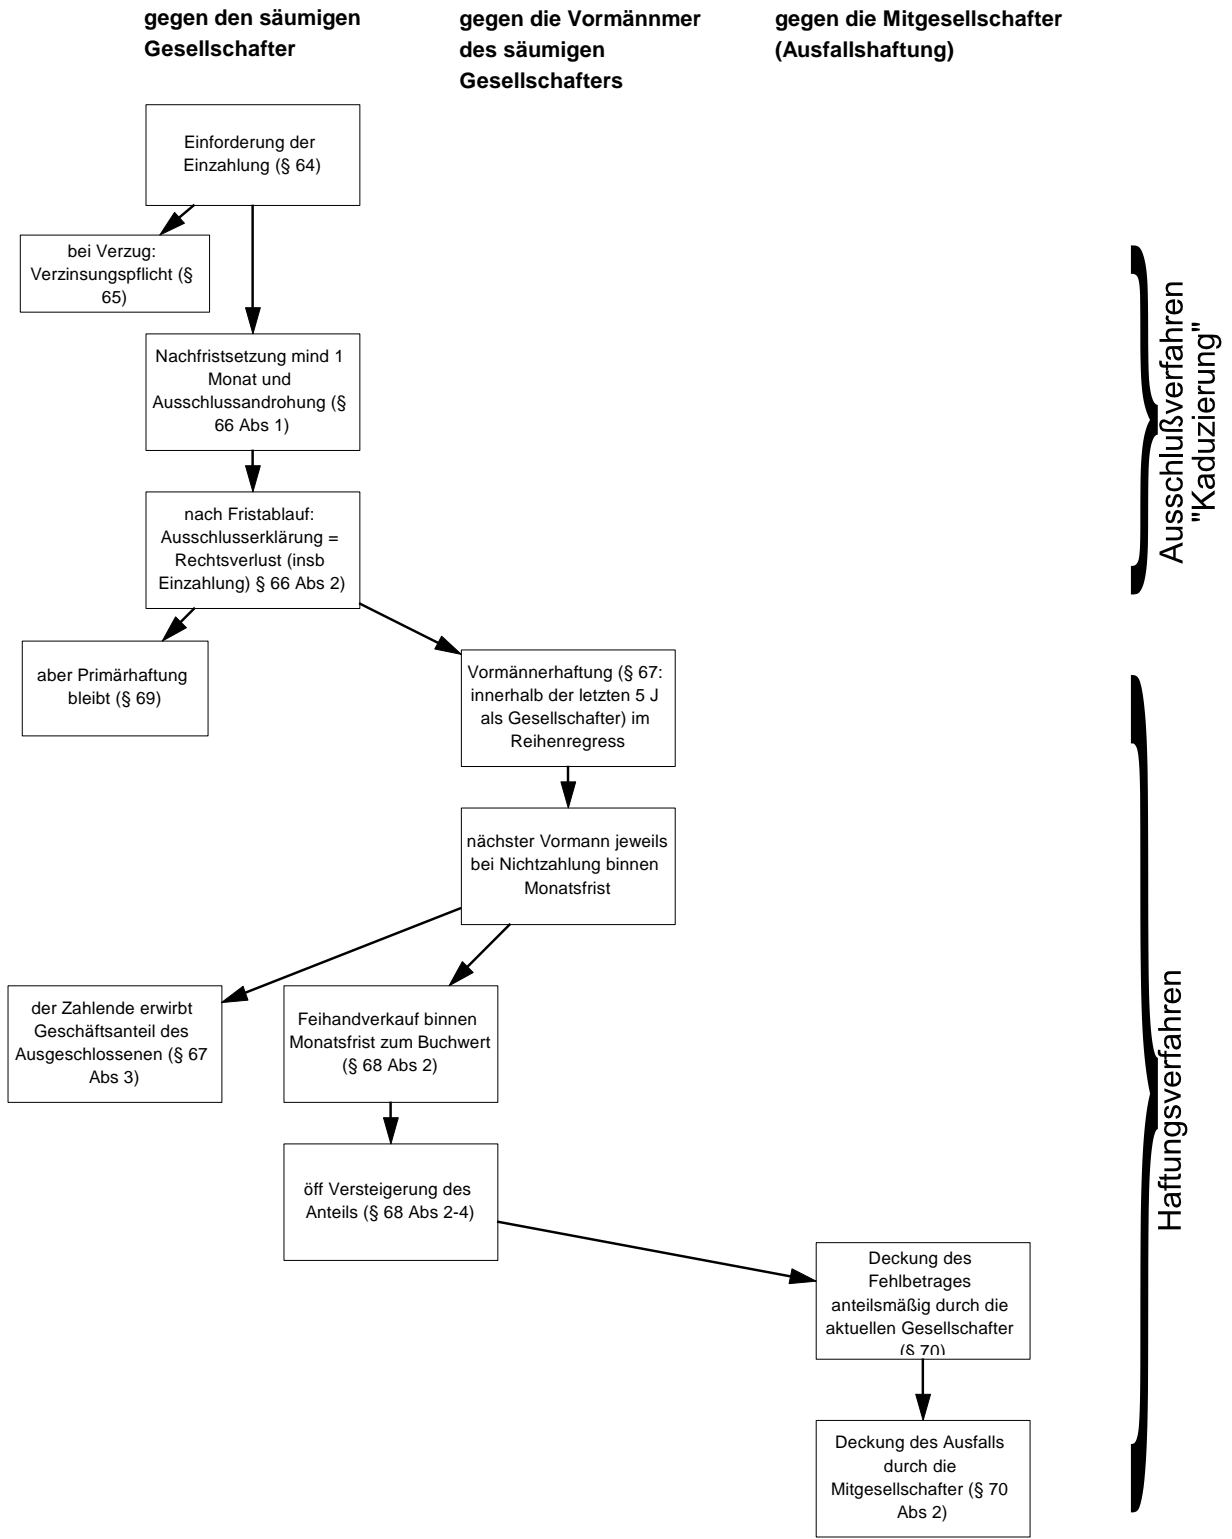 gegen den säumigen
Gesellschafter
gegen die Vormännmer
des säumigen
Gesellschafters
gegen die Mitgesellschafter
(Ausfallshaftung)
Einforderung der
Einzahlung (§ 64)
bei Verzug:
Verzinsungspflicht (§
65)
Nachfristsetzung mind 1
Monat und
Ausschlussandrohung (§
66 Abs 1)
nach Fristablauf:
Ausschlusserklärung =
Rechtsverlust (insb
Einzahlung) § 66 Abs 2)
aber Primärhaftung
bleibt (§ 69)
Vormännerhaftung (§ 67:
innerhalb der letzten 5 J
als Gesellschafter) im
Reihenregress
nächster Vormann jeweils
bei Nichtzahlung binnen
Monatsfrist
der Zahlende erwirbt
Geschäftsanteil des
Ausgeschlossenen (§ 67
Abs 3)
Feihandverkauf binnen
Monatsfrist zum Buchwert
(§ 68 Abs 2)
öff Versteigerung des
Anteils (§ 68 Abs 2-4)
Deckung des
Fehlbetrages
anteilsmäßig durch die
aktuellen Gesellschafter
(§ 70)
Deckung des Ausfalls
durch die
Mitgesellschafter (§ 70
Abs 2)
Ausschlußverfahren
"Kaduzierung"
Haftungsverfahren